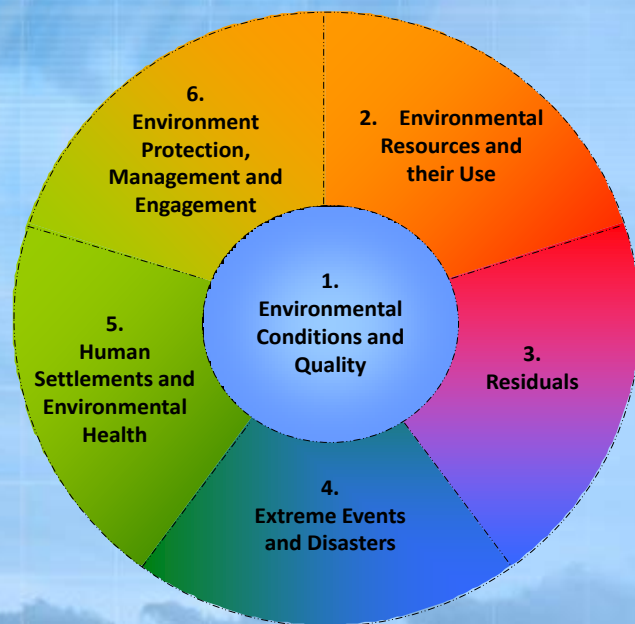 1.
Environmental
Conditions and
Quality
2. Environmental
Resources and
their Use
3.
Residuals
4.
Extreme Events
and Disasters
5.
Human
Settlements and
Environmental
Health
6.
Environment
Protection,
Management and
Engagement